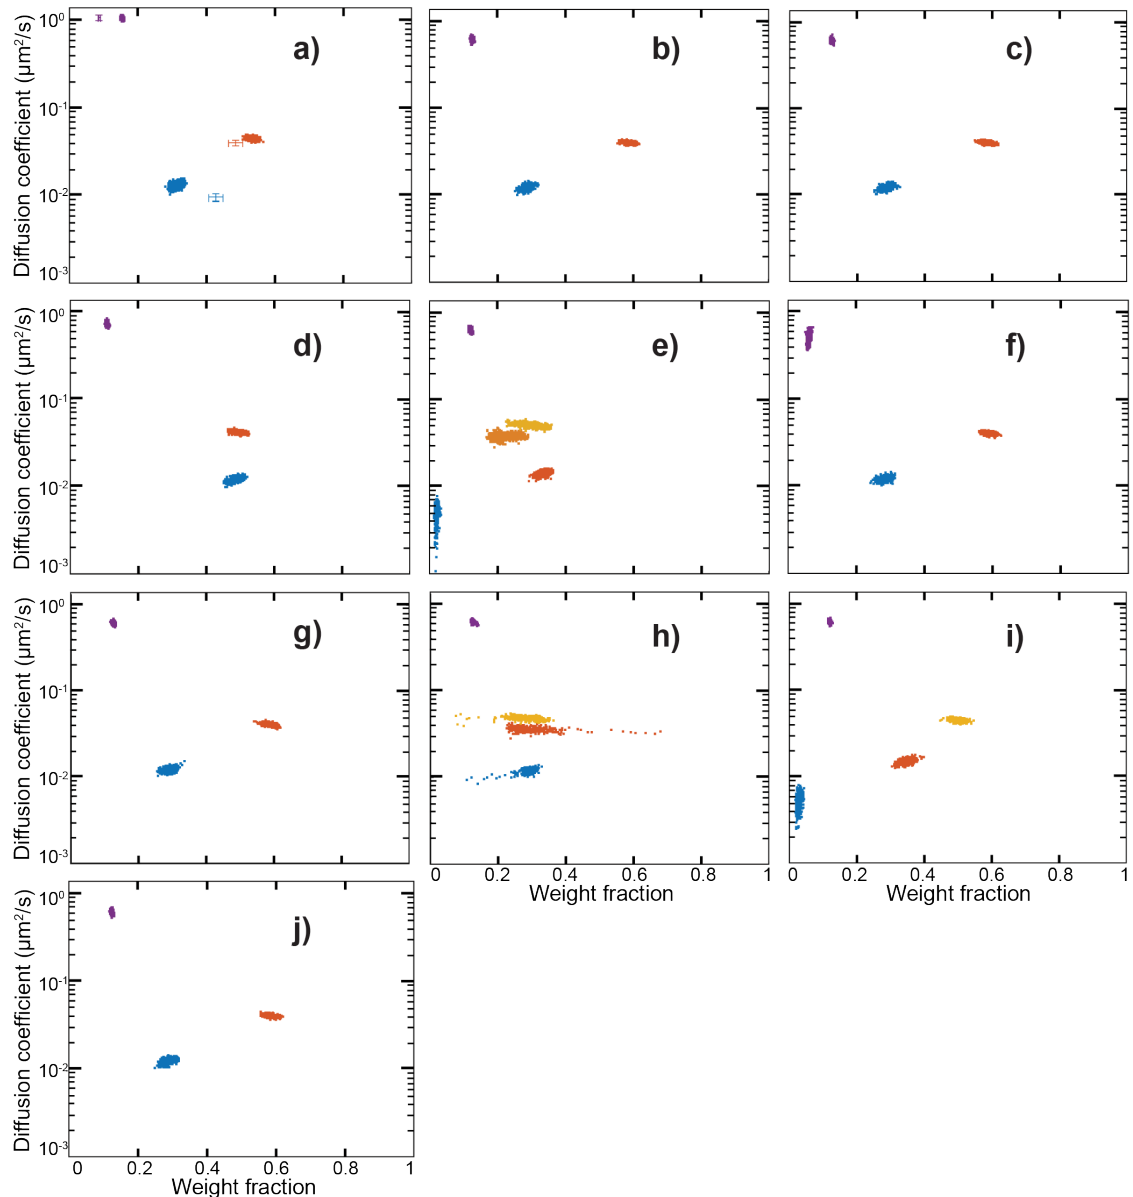 Diffusion coefficient (μm²/s)
10⁰
10⁻¹
10⁻²
10⁻³
a)
b)
c)
Diffusion coefficient (μm²/s)
10⁰
10⁻¹
10⁻²
10⁻³
d)
e)
f)
Diffusion coefficient (μm²/s)
10⁰
10⁻¹
10⁻²
10⁻³
g)
h)
i)
0 0.2 0.4 0.6 0.8 1
Weight fraction
0 0.2 0.4 0.6 0.8 1
Weight fraction
Diffusion coefficient (μm²/s)
10⁰
10⁻¹
10⁻²
10⁻³
j)
0 0.2 0.4 0.6 0.8 1
Weight fraction